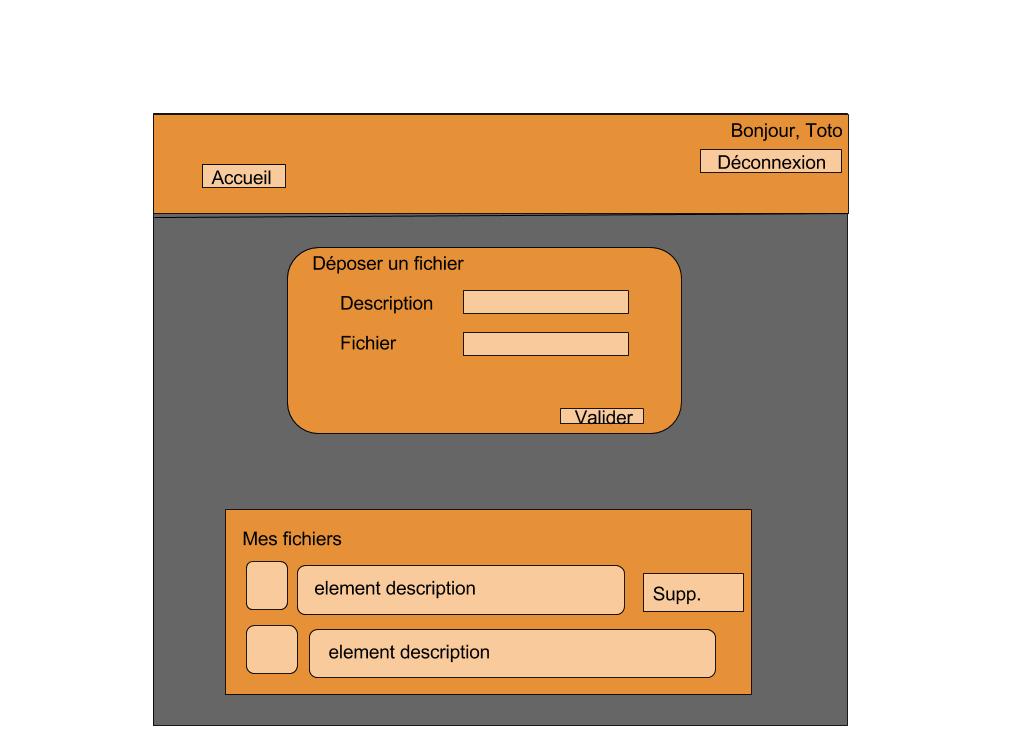 Bonjour, Toto
Déconnexion
Accueil
Déposer un fichier
Description
Fichier
Valider
Mes fichiers
element description
Supp.
element description